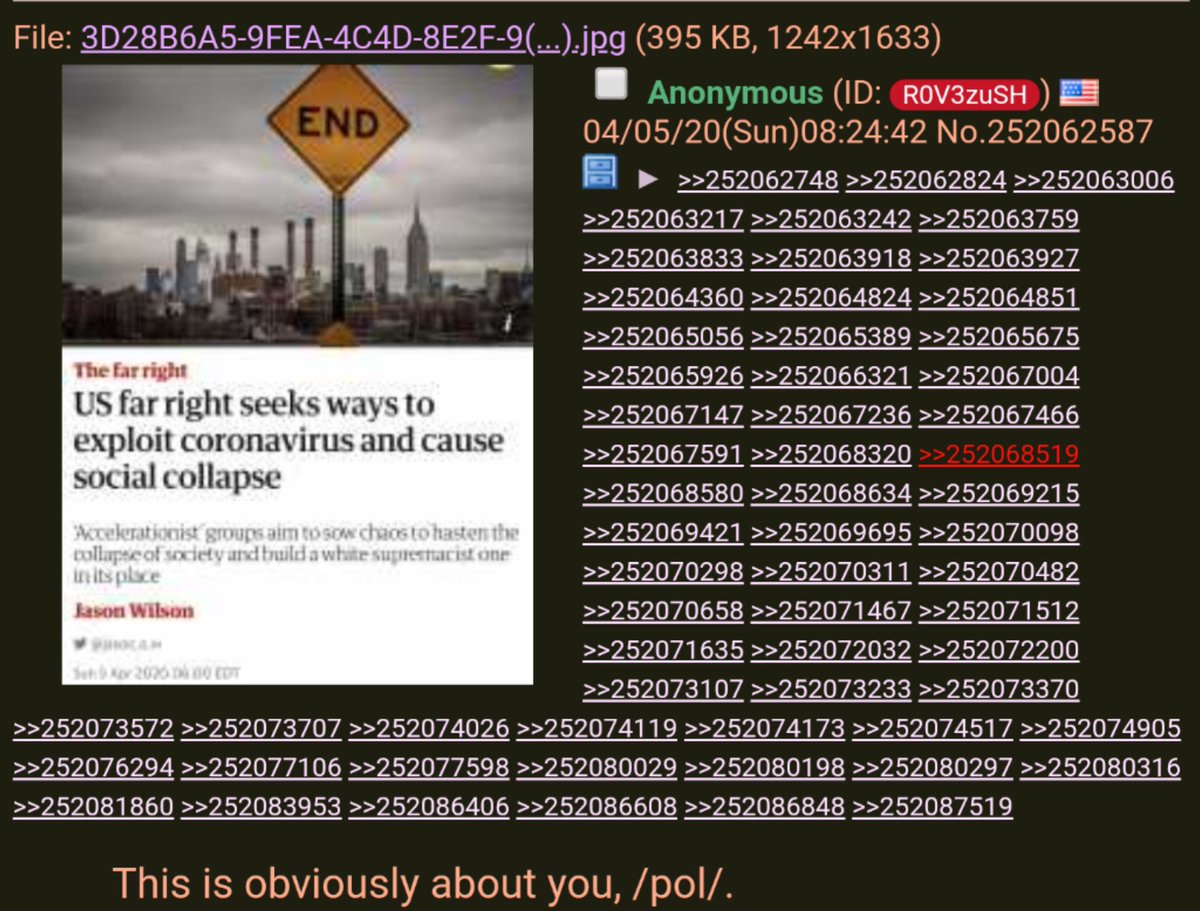 File: 3D28B6A5-9FEA-4C4D-8E2F-9(...).jpg (395 KB, 1242x1633)
END
The far right
US far right seeks ways to
exploit coronavirus and cause
social collapse
'Accelerationist' groups aim to sow chaos to hasten the
collapse of society and build a white supremacist one
in its place
Jason Wilson
Sun 5 Apr 2020 06.00 EDT
Anonymous (ID: R0V3zuSH)
04/05/20(Sun)08:24:42 No.252062587
► >>252062748 >>252062824 >>252063006
>>252063217 >>252063242 >>252063759
>>252063833 >>252063918 >>252063927
>>252064360 >>252064824 >>252064851
>>252065056 >>252065389 >>252065675
>>252065926 >>252066321 >>252067004
>>252067147 >>252067236 >>252067466
>>252067591 >>252068320 >>252068519
>>252068580 >>252068634 >>252069215
>>252069421 >>252069695 >>252070098
>>252070298 >>252070311 >>252070482
>>252070658 >>252071467 >>252071512
>>252071635 >>252072032 >>252072200
>>252073107 >>252073233 >>252073370
>>252073572 >>252073707 >>252074026 >>252074119 >>252074173 >>252074517 >>252074905
>>252076294 >>252077106 >>252077598 >>252080029 >>252080198 >>252080297 >>252080316
>>252081860 >>252083953 >>252086406 >>252086608 >>252086848 >>252087519
This is obviously about you, /pol/.